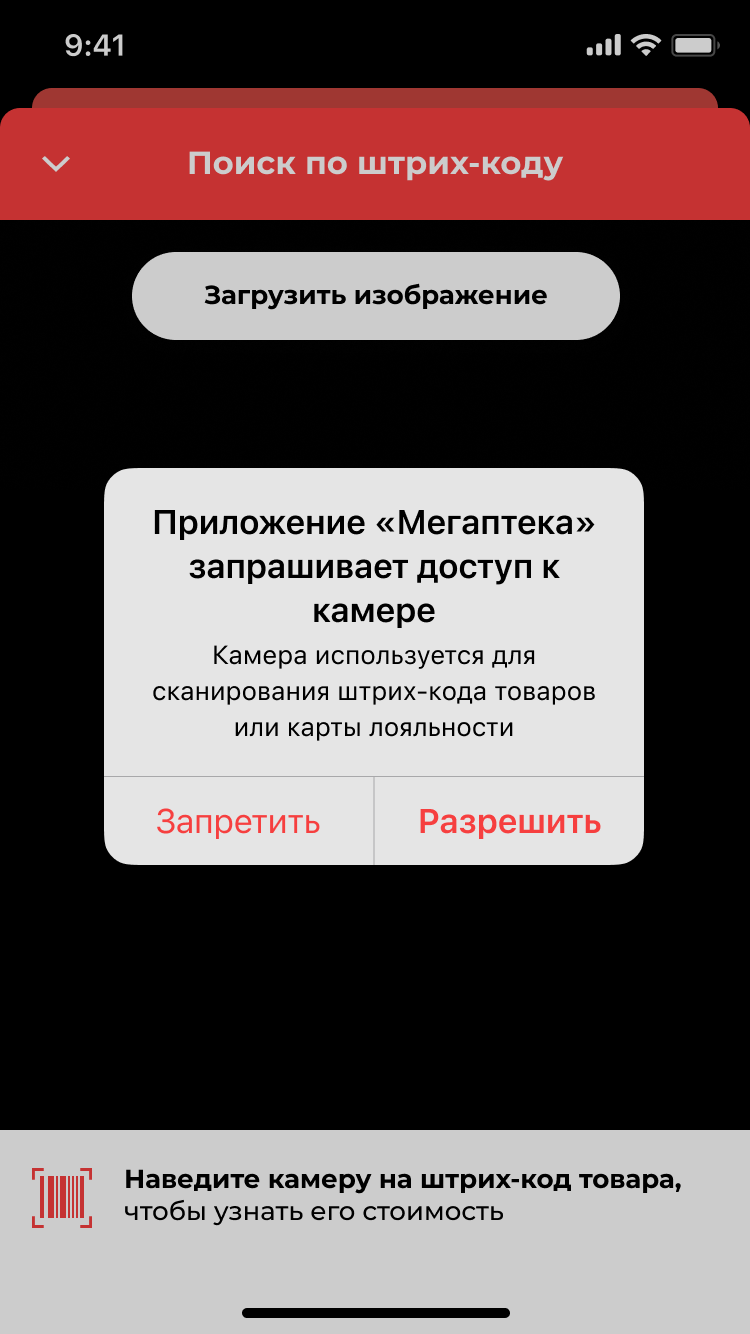 9:41
Поиск по штрих-коду
Загрузить изображение
Приложение «Мегаптека»
запрашивает доступ к
камере
Камера используется для
сканирования штрих-кода товаров
или карты лояльности
Запретить
Разрешить
Наведите камеру на штрих-код товара,
чтобы узнать его стоимость